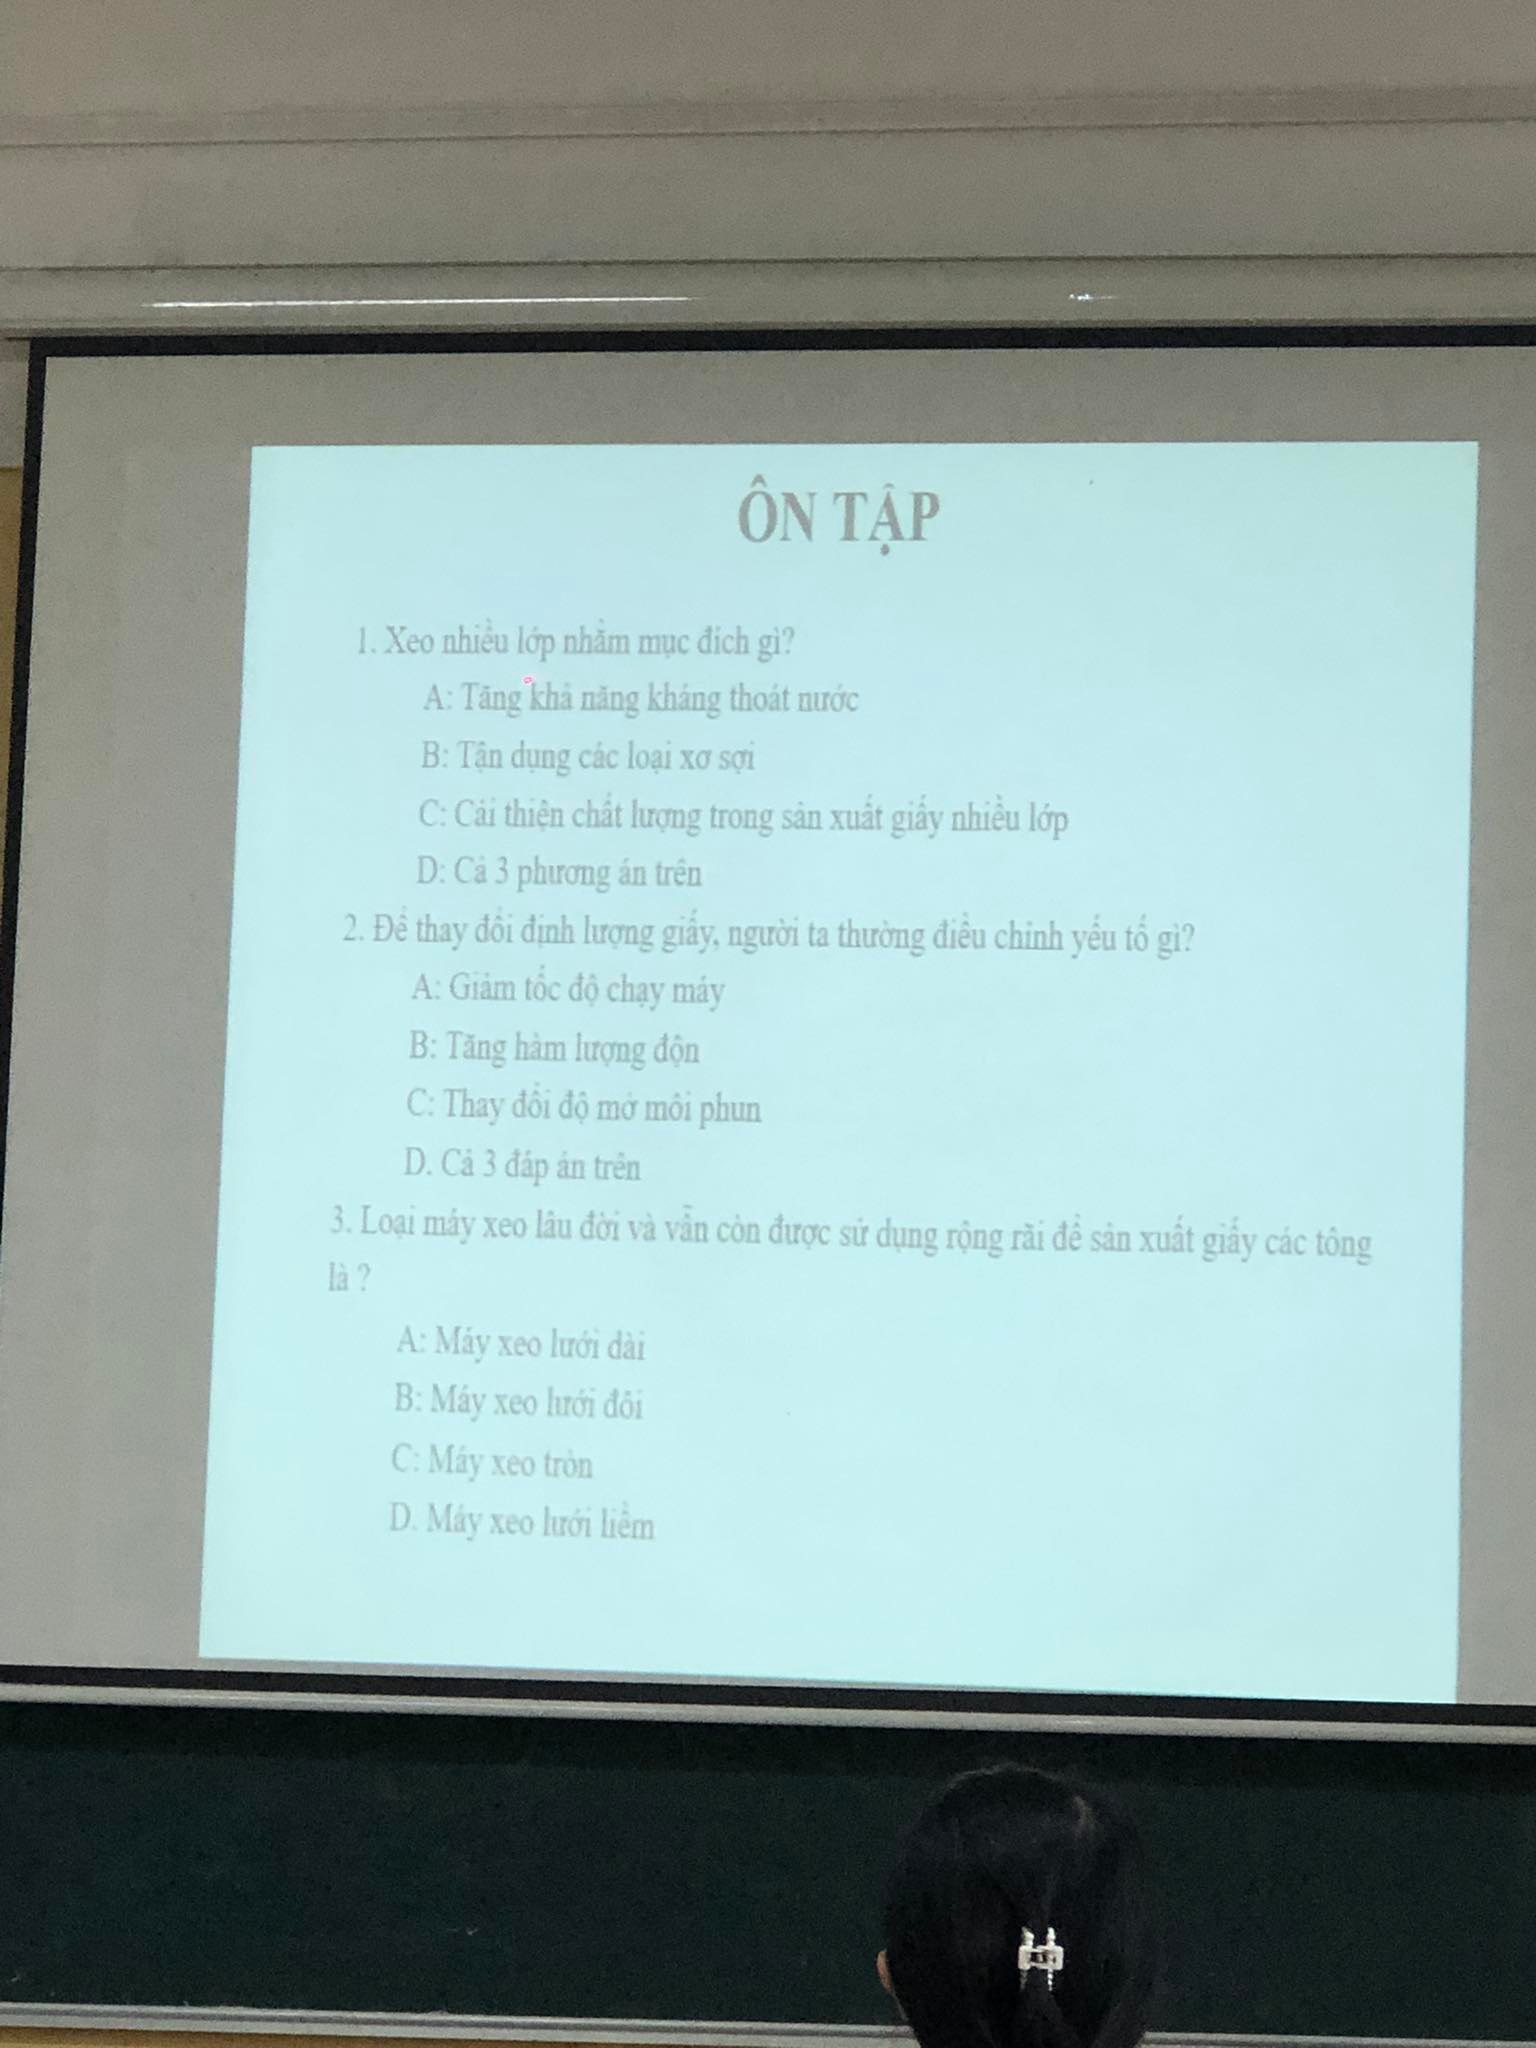 ÔN TẬP
1. Xeo nhiều lớp nhằm mục đích gì?
A: Tăng khả năng kháng thoát nước
B: Tận dụng các loại xơ sợi
C: Cải thiện chất lượng trong sản xuất giấy nhiều lớp
D: Cả 3 phương án trên
2. Để thay đổi định lượng giấy, người ta thường điều chỉnh yếu tố gì?
A: Giảm tốc độ chạy máy
B: Tăng hàm lượng độn
C: Thay đổi độ mở môi phun
D. Cả 3 đáp án trên
3. Loại máy xeo lâu đời và vẫn còn được sử dụng rộng rãi để sản xuất giấy các tông
là ?
A: Máy xeo lưới dài
B: Máy xeo lưới đôi
C: Máy xeo tròn
D. Máy xeo lưới liềm